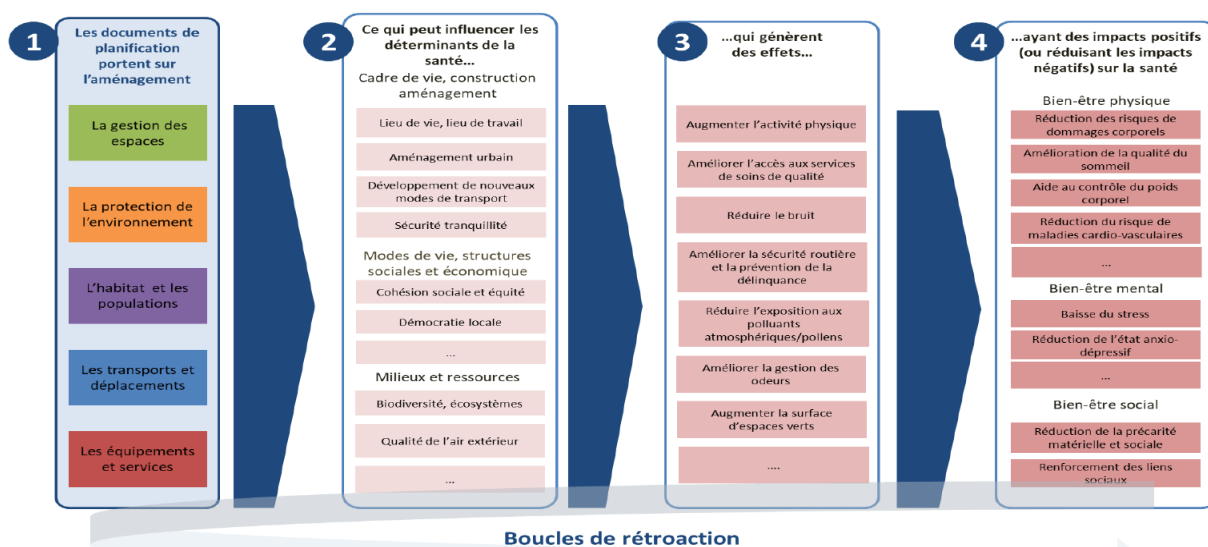 1
Les documents de
planification
portent sur
l’aménagement
La gestion des
espaces
La protection de
l’environnement
L’habitat et les
populations
Les transports et
déplacements
Les équipements
et services
2
Ce qui peut influencer les
déterminants de la
santé...
Cadre de vie, construction
aménagement
Lieu de vie, lieu de travail
Aménagement urbain
Développement de nouveaux
modes de transport
Sécurité tranquillité
Modes de vie, structures
sociales et économique
Cohésion sociale et équité
Démocratie locale
...
Milieux et ressources
Biodiversité, écosystèmes
Qualité de l’air extérieur
...
3
...qui génèrent
des effets...
Augmenter l’activité physique
Améliorer l’accès aux services
de soins de qualité
Réduire le bruit
Améliorer la sécurité routière
et la prévention de la
délinquance
Réduire l’exposition aux
polluants
atmosphériques/pollens
Améliorer la gestion des
odeurs
Augmenter la surface
d’espaces verts
....
4
...ayant des impacts positifs
(ou réduisant les impacts
négatifs) sur la santé
Bien-être physique
Réduction des risques de
dommages corporels
Amélioration de la qualité du
sommeil
Aide au contrôle du poids
corporel
Réduction du risque de
maladies cardio-vasculaires
...
Bien-être mental
Baisse du stress
Réduction de l’état anxio-
dépressif
...
Bien-être social
Réduction de la précarité
matérielle et sociale
Renforcement des liens
sociaux
Boucles de rétroaction